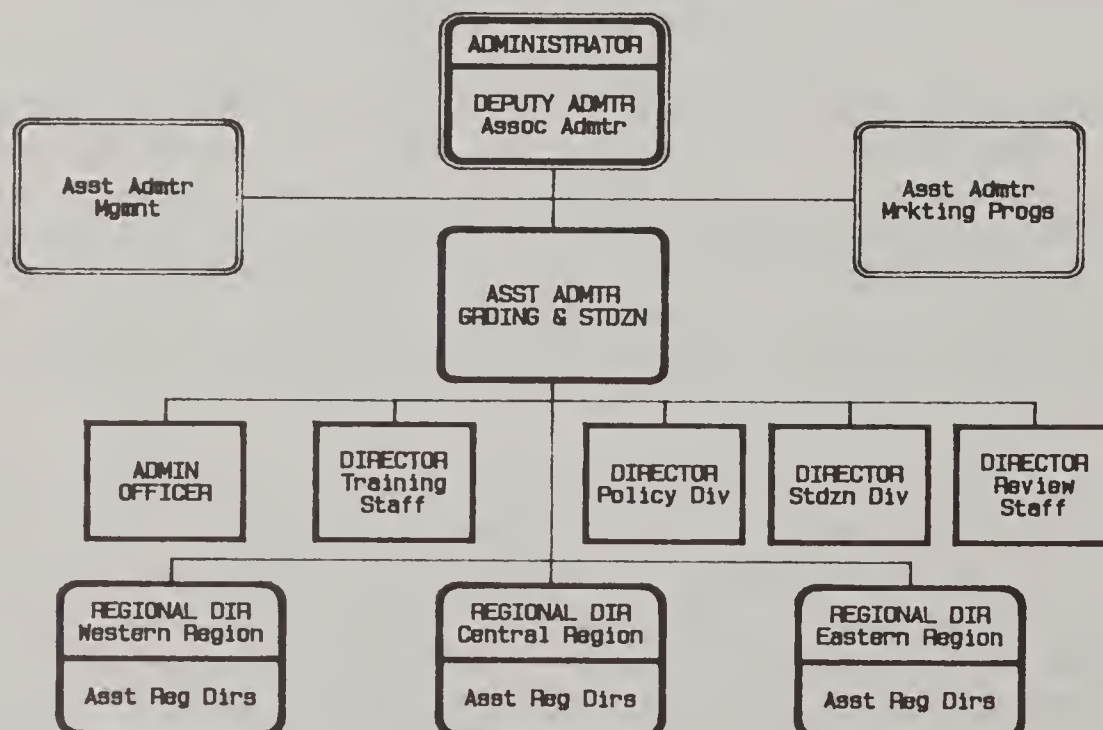 ADMINISTRATOR
DEPUTY ADMTR
Assoc Admtr
Asst Admtr
Mgmnt
Asst Admtr
Mrkting Progs
ASST ADMTR
GRDING & STDZN
ADMIN
OFFICER
DIRECTOR
Training
Staff
DIRECTOR
Policy Div
DIRECTOR
Stdzn Div
DIRECTOR
Review
Staff
REGIONAL DIR
Western Region
Asst Reg Dirs
REGIONAL DIR
Central Region
Asst Reg Dirs
REGIONAL DIR
Eastern Region
Asst Reg Dirs